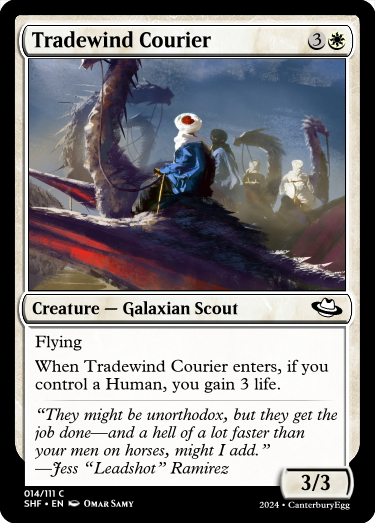 Tradewind Courier 3
Creature — Galaxian Scout
Flying
When Tradewind Courier enters, if you
control a Human, you gain 3 life.
“They might be unorthodox, but they get the
job done—and a hell of a lot faster than
your men on horses, might I add.”
—Jess “Leadshot” Ramirez
3/3
014/111 C
SHF • EN Omar Samy
2024 • CanterburyEgg